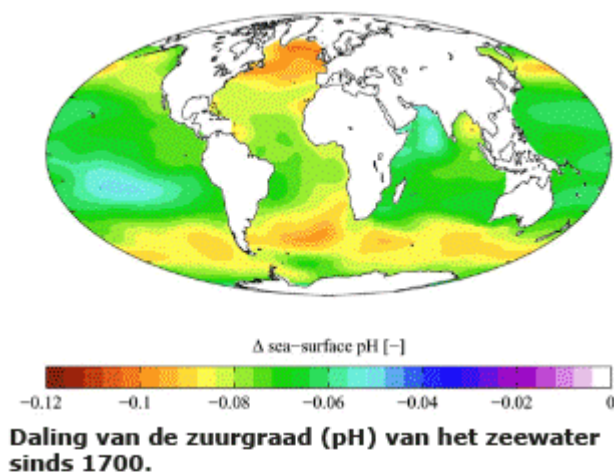 Δ sea−surface pH [−]
−0.12 −0.1 −0.08 −0.06 −0.04 −0.02 0
Daling van de zuurgraad (pH) van het zeewater
sinds 1700.